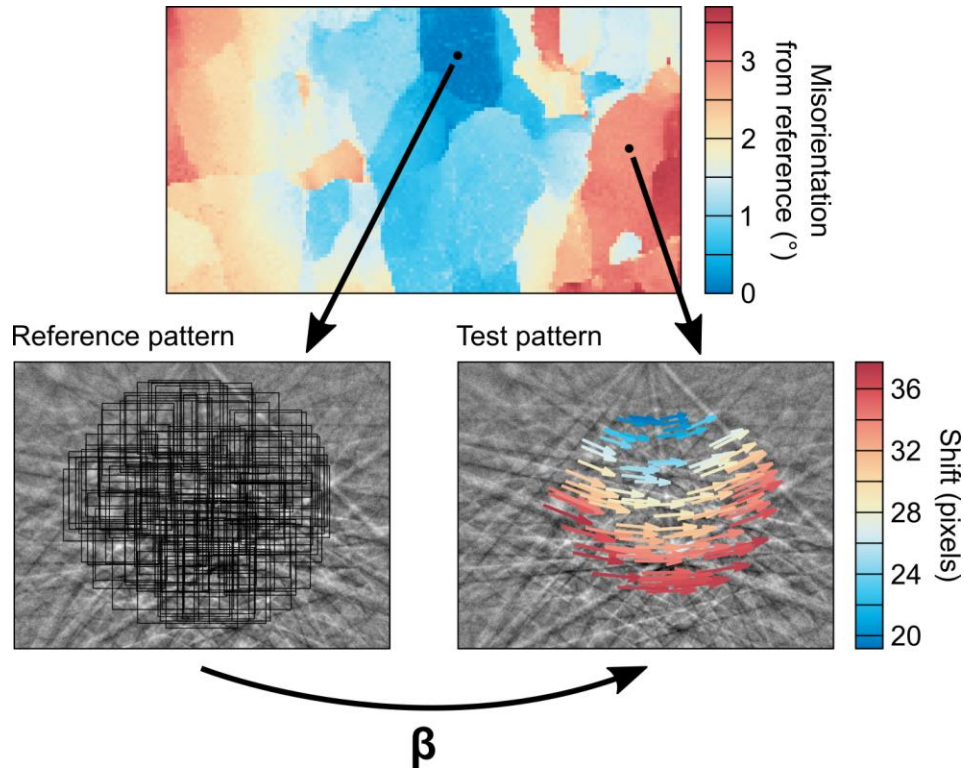 3
2
1
0
Misorientation
from reference (°)
Reference pattern
Test pattern
36
32
28
24
20
Shift (pixels)
β